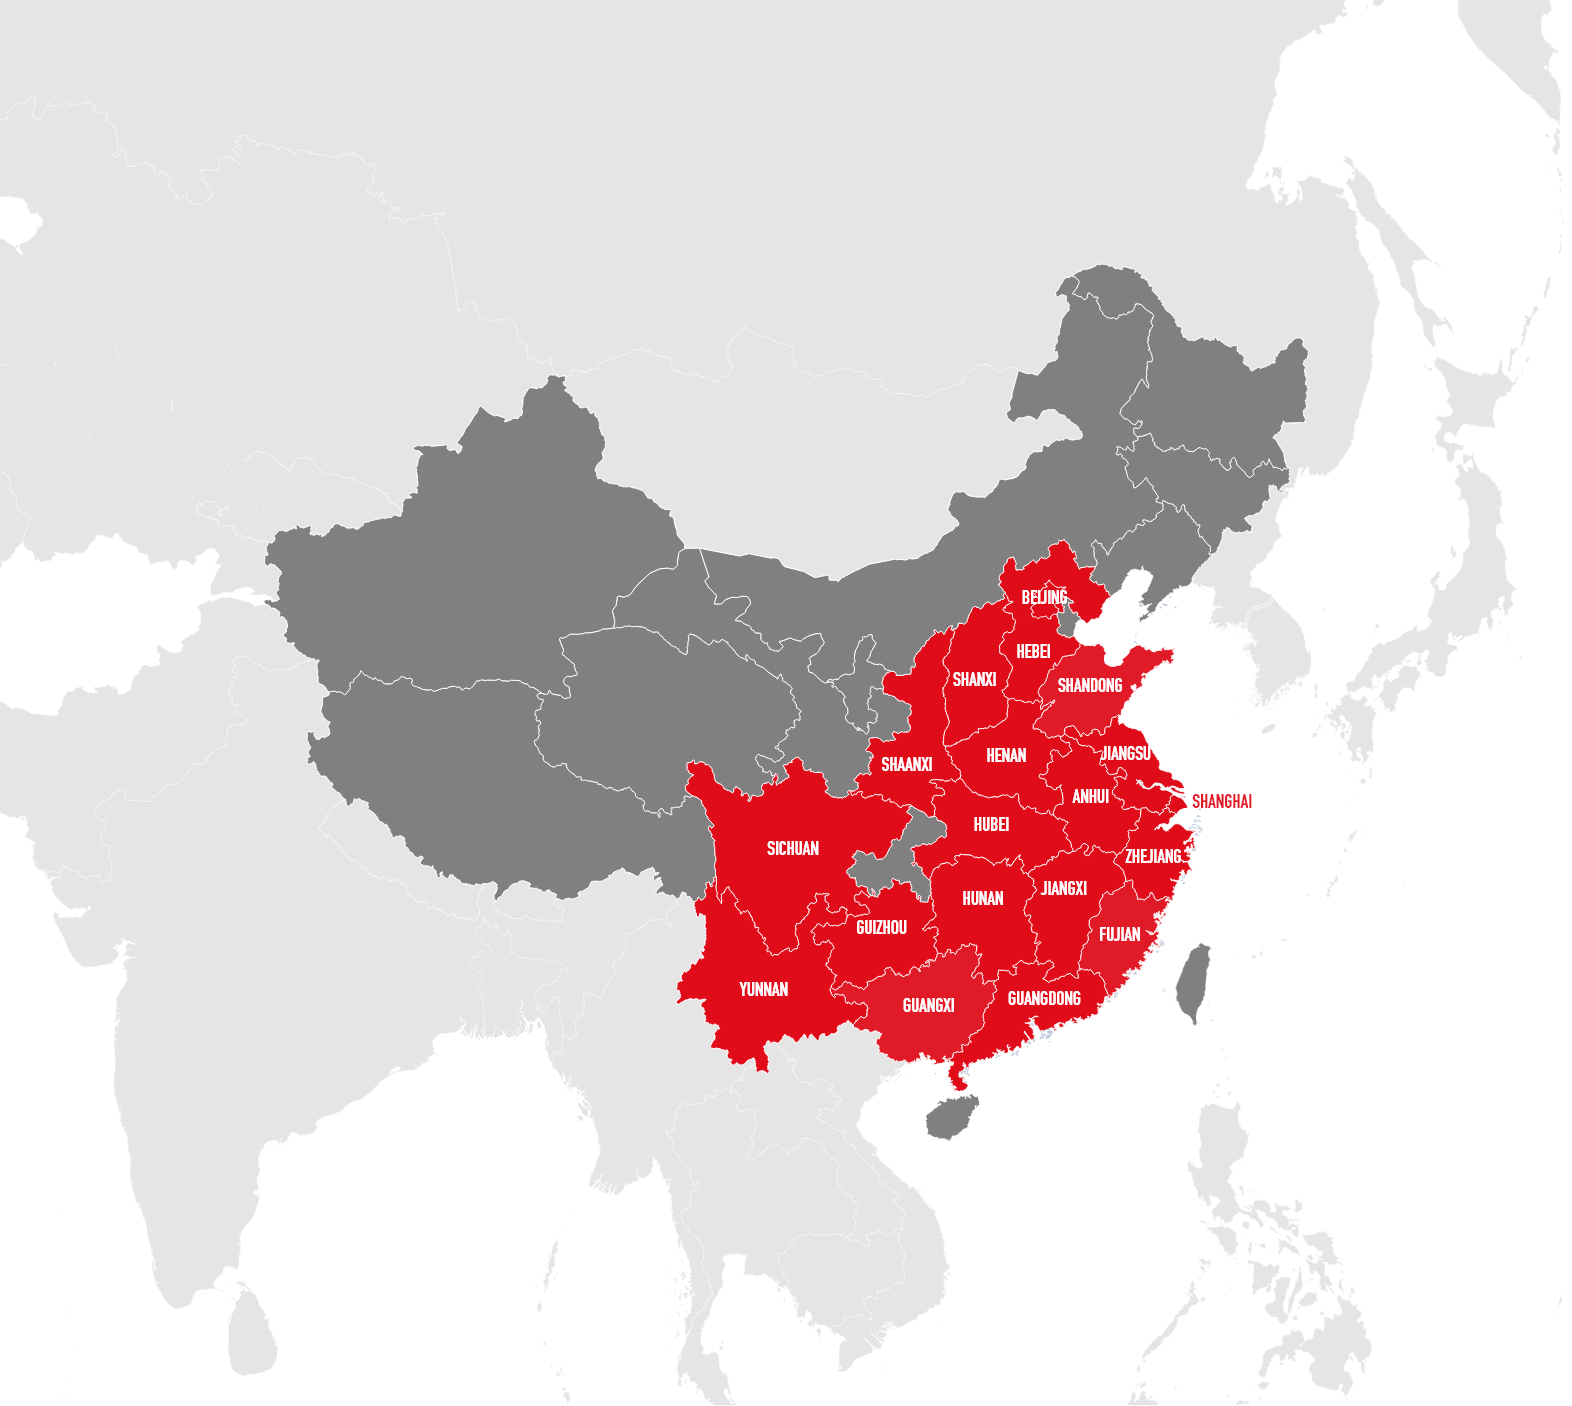 BEIJING
HEBEI
SHANXI
SHANDONG
HENAN
JIANGSU
SHAANXI
ANHUI
SHANGHAI
HUBEI
SICHUAN
ZHEJIANG
JIANGXI
HUNAN
GUIZHOU
FUJIAN
YUNNAN
GUANGDONG
GUANGXI